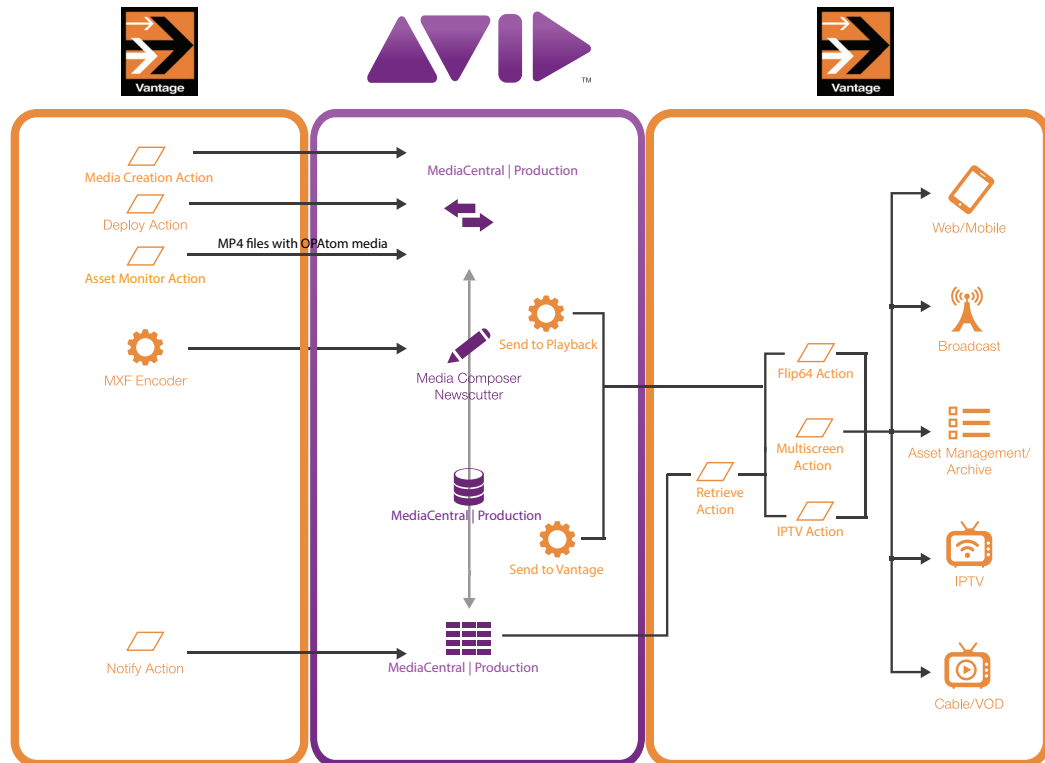 Vantage
AVID
TM
Vantage
Media Creation Action
Deploy Action
MP4 files with OPAtom media
Asset Monitor Action
MXF Encoder
Notify Action
MediaCentral | Production
Send to Playback
Media Composer
Newscutter
MediaCentral | Production
Send to Vantage
MediaCentral | Production
Retrieve
Action
Flip64 Action
Multiscreen
Action
IPTV Action
Web/Mobile
Broadcast
Asset Management/
Archive
IPTV
Cable/VOD